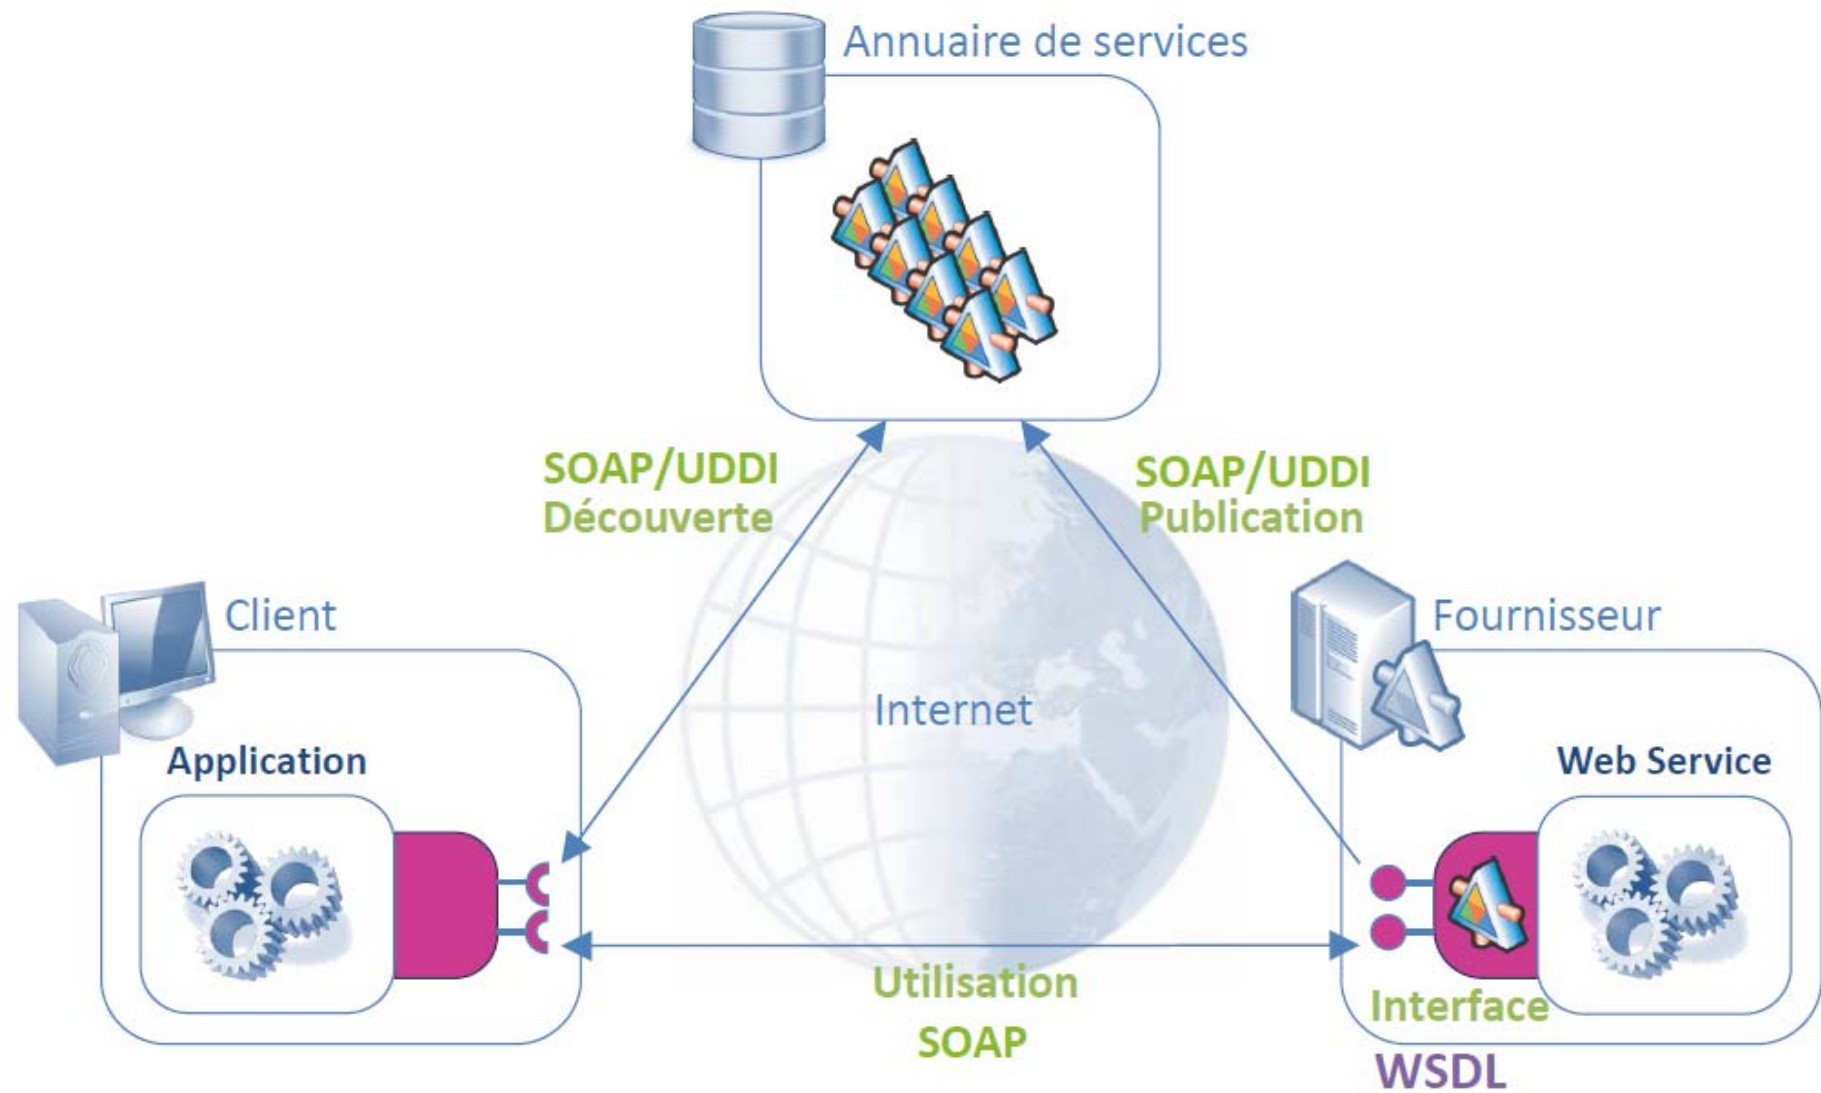 Annuaire de services
SOAP/UDDI
Découverte
SOAP/UDDI
Publication
Client
Fournisseur
Internet
Application
Web Service
Utilisation
SOAP
Interface
WSDL